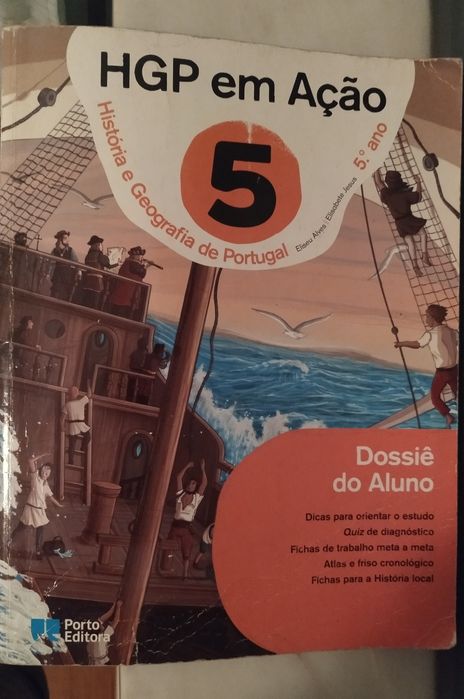 HGP em Ação
História e Geografia de Portugal
5
5.º ano
Eliseu Alves Elisabete Jesus
Dossiê
do Aluno
Dicas para orientar o estudo
Quiz de diagnóstico
Fichas de trabalho meta a meta
Atlas e friso cronológico
Fichas para a História local
Porto
Editora